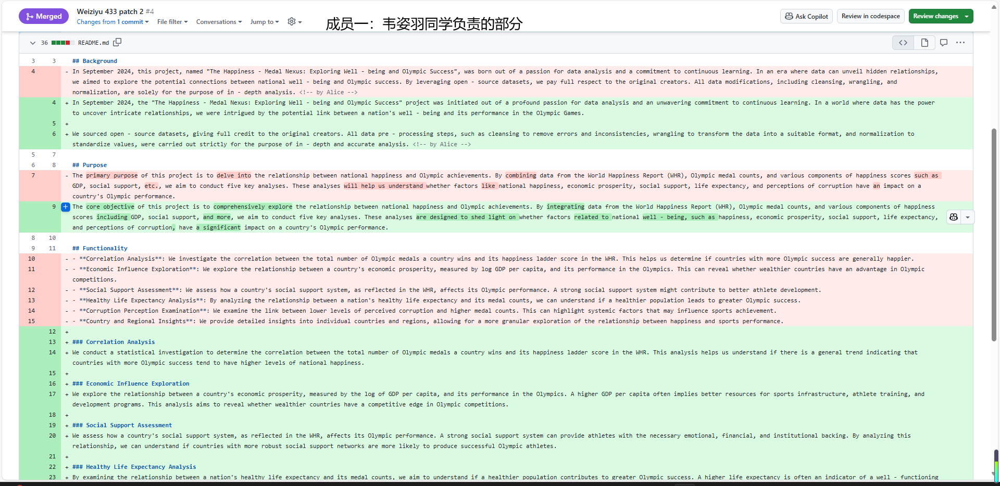 Merged
Weiziyu 433 patch 2 #4
Changes from 1 commit File filter Conversations Jump to
成员一：韦姿羽同学负责的部分
Ask Copilot Review in codespace Review changes
36 README.md
3 3 ## Background
4 - In September 2024, this project, named "The Happiness - Medal Nexus: Exploring Well - being and Olympic Success", was born out of a passion for data analysis and a commitment to continuous learning. In an era where data can unveil hidden relationships,
we aimed to explore the potential connections between national well - being and Olympic success. By leveraging open - source datasets, we pay full respect to the original creators. All data modifications, including cleansing, wrangling, and
normalization, are solely for the purpose of in - depth analysis. <!-- by Alice -->
4 + In September 2024, the "The Happiness - Medal Nexus: Exploring Well - being and Olympic Success" project was initiated out of a profound passion for data analysis and an unwavering commitment to continuous learning. In a world where data has the power
to uncover intricate relationships, we were intrigued by the potential link between a nation's well - being and its performance in the Olympic Games.
5 +
6 + We sourced open - source datasets, giving full credit to the original creators. All data pre - processing steps, such as cleansing to remove errors and inconsistencies, wrangling to transform the data into a suitable format, and normalization to
standardize values, were carried out strictly for the purpose of in - depth and accurate analysis. <!-- by Alice -->
5 7
6 8 ## Purpose
7 - The primary purpose of this project is to delve into the relationship between national happiness and Olympic achievements. By combining data from the World Happiness Report (WHR), Olympic medal counts, and various components of happiness scores such as
GDP, social support, etc., we aim to conduct five key analyses. These analyses will help us understand whether factors like national happiness, economic prosperity, social support, life expectancy, and perceptions of corruption have an impact on a
country's Olympic performance.
9 + The core objective of this project is to comprehensively explore the relationship between national happiness and Olympic achievements. By integrating data from the World Happiness Report (WHR), Olympic medal counts, and various components of happiness
scores including GDP, social support, and more, we aim to conduct five key analyses. These analyses are designed to shed light on whether factors related to national well - being, such as happiness, economic prosperity, social support, life expectancy,
and perceptions of corruption, have a significant impact on a country's Olympic performance.
8 10
9 11 ## Functionality
10 - - **Correlation Analysis**: We investigate the correlation between the total number of Olympic medals a country wins and its happiness ladder score in the WHR. This helps us determine if countries with more Olympic success are generally happier.
11 - - **Economic Influence Exploration**: We explore the relationship between a country's economic prosperity, measured by log GDP per capita, and its performance in the Olympics. This can reveal whether wealthier countries have an advantage in Olympic
competitions.
12 - - **Social Support Assessment**: We assess how a country's social support system, as reflected in the WHR, affects its Olympic performance. A strong social support system might contribute to better athlete development.
13 - - **Healthy Life Expectancy Analysis**: By analyzing the relationship between a nation's healthy life expectancy and its medal counts, we can understand if a healthier population leads to greater Olympic success.
14 - - **Corruption Perception Examination**: We examine the link between lower levels of perceived corruption and higher medal counts. This can highlight systemic factors that may influence sports achievement.
15 - - **Country and Regional Insights**: We provide detailed insights into individual countries and regions, allowing for a more granular exploration of the relationship between happiness and sports performance.
12 +
13 + ### Correlation Analysis
14 + We conduct a statistical investigation to determine the correlation between the total number of Olympic medals a country wins and its happiness ladder score in the WHR. This analysis helps us understand if there is a general trend indicating that
countries with more Olympic success tend to have higher levels of national happiness.
15 +
16 + ### Economic Influence Exploration
17 + We explore the relationship between a country's economic prosperity, measured by the log of GDP per capita, and its performance in the Olympics. A higher GDP per capita often implies better resources for sports infrastructure, athlete training, and
development programs. This analysis aims to reveal whether wealthier countries have a competitive edge in Olympic competitions.
18 +
19 + ### Social Support Assessment
20 + We assess how a country's social support system, as reflected in the WHR, affects its Olympic performance. A strong social support system can provide athletes with the necessary emotional, financial, and institutional backing. By analyzing this
relationship, we can understand if countries with more robust social support networks are more likely to produce successful Olympic athletes.
21 +
22 + ### Healthy Life Expectancy Analysis
23 + By examining the relationship between a nation's healthy life expectancy and its medal counts, we aim to understand if a healthier population contributes to greater Olympic success. A higher life expectancy is often an indicator of a well - functioning